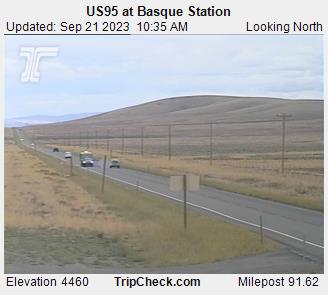 US95 at Basque Station
Updated: Sep 21 2023 10:35 AM Looking North
Elevation 4460 TripCheck.com Milepost 91.62